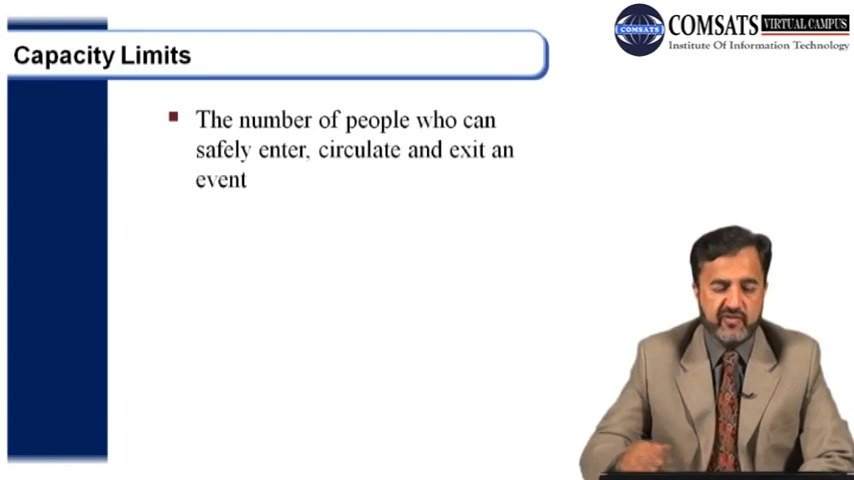 COMSATS VIRTUAL CAMPUS
COMSATS
Institute Of Information Technology
Capacity Limits
The number of people who can
safely enter, circulate and exit an
event